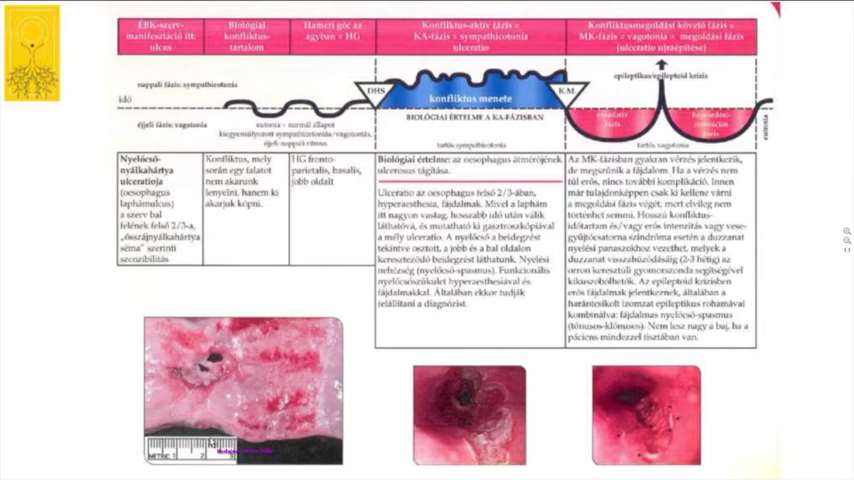 ÉBK-szerv-
manifesztáció itt:
ulcus
Biológiai
konfliktus-
tartalom
Hameri góc az
agyban = HG
Konfliktus-aktív fázis =
KA-fázis = sympathicotonia
ulceratio
Konfliktusmegoldást követő fázis =
MK-fázis = vagotonia = megoldási fázis
(ulceratio újraépítése)
nappali fázis: sympathicotonia
idő
éjjeli fázis: vagotonia
eutonia = normál állapot
kiegyensúlyozott sympathicotoniás/vagotoniás,
éjjeli-nappali ritmus
DHS
konfliktus menete
K.M.
BIOLÓGIAI ÉRTELME A KA-FÁZISBAN
tartós sympathicotonia
epileptikus/epileptoid krízis
exsudatív
fázis
fázis
tartós vagotonia
eutonia
Nyelőcső-
nyálkahártya
ulceratioja
(oesophagus
laphámulcus)
a szerv bal
felének felső 2/3-a,
„össznyálkahártya
séma” szerinti
szenzibilitás
Konfliktus, mely
során egy falatot
nem akarunk
lenyelni, hanem ki
akarjuk köpni.
HG fronto-
parietalis, basalis,
jobb oldalt
Biológiai értelme: az oesophagus átmérőjének
ulcerosus tágítása.
Ulceratio az oesophagus felső 2/3-ában,
hyperaesthesia, fájdalmak. Mivel a laphám
itt nagyon vastag, hosszabb idő után válik
láthatóvá, és mutatható ki gasztroszkópiával
a mély ulceratio. A nyelőcső a beidegzést
tekintve osztott, a jobb és a bal oldalon
kereszteződő beidegzést láthatunk. Nyelési
nehézség (nyelőcső-spasmus). Funkcionális
nyelőcsőszűkület hyperaesthesiával és
fájdalmakkal. Általában ekkor tudják
felállítani a diagnózist.
Az MK-fázisban gyakran vérzés jelentkezik,
de megszűnik a fájdalom. Ha a vérzés nem
túl erős, nincs további komplikáció. Innen
már tulajdonképpen csak ki kellene várni
a megoldási fázis végét, mert elvileg nem
történhet semmi. Hosszú konfliktus-
időtartam és/vagy erős intenzitás vagy vese-
gyűjtőcsatorna szindróma esetén a duzzanat
nyelési panaszokhoz vezethet, melyek a
duzzanat visszahúzódásáig (2-3 hétig) az
orron keresztüli gyomorszonda segítségével
kiküszöbölhetők. Az epileptoid krízisben
erős fájdalmak jelentkeznek, általában a
harántcsíkolt izomzat epileptikus rohamával
kombinálva: fájdalmas nyelőcső-spasmus
(tónusos-klónusos). Nem lesz nagy a baj, ha a
páciens mindezzel tisztában van.
METRIC 1 2 3